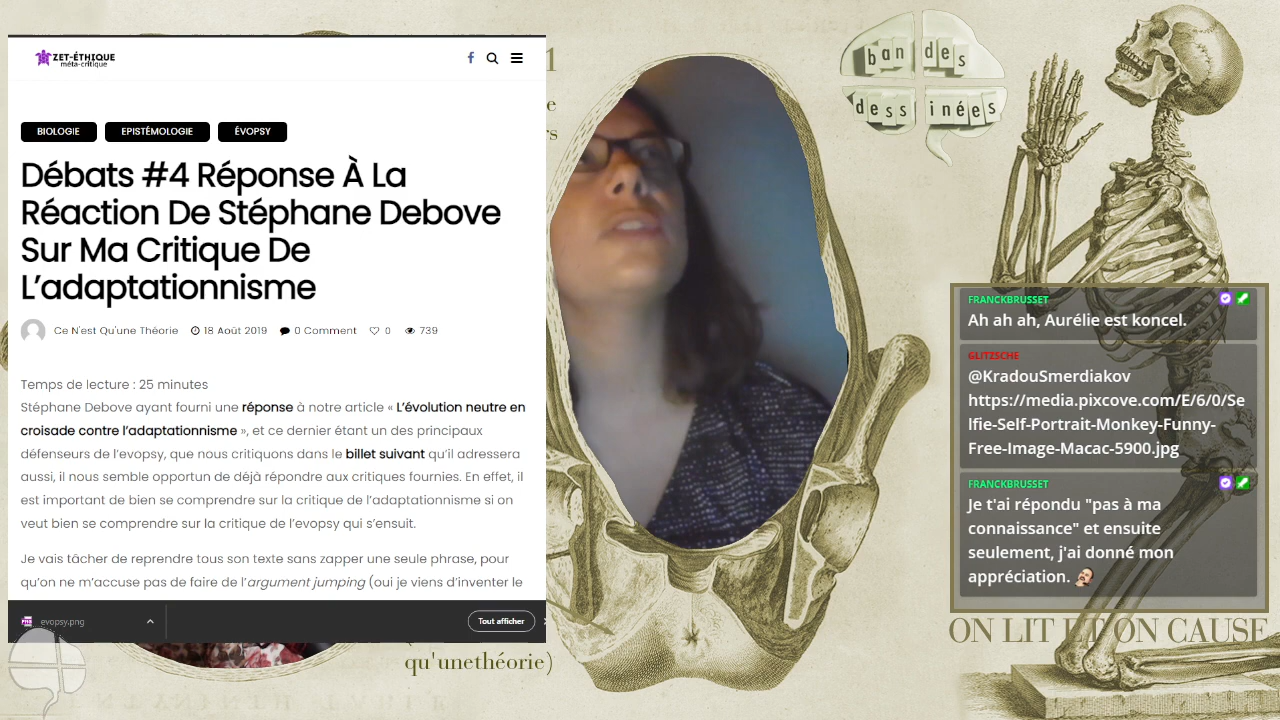 ZET-ÉTHIQUE
méta-critique
BIOLOGIE
EPISTÉMOLOGIE
ÉVOPSY
Débats #4 Réponse À La
Réaction De Stéphane Debove
Sur Ma Critique De
L'adaptationnisme
Ce N'est Qu'une Théorie
18 Août 2019
0 Comment
0
739
Temps de lecture : 25 minutes
Stéphane Debove ayant fourni une réponse à notre article « L'évolution neutre en
croisade contre l'adaptationnisme », et ce dernier étant un des principaux
défenseurs de l'evopsy, que nous critiquons dans le billet suivant qu'il adressera
aussi, il nous semble opportun de déjà répondre aux critiques fournies. En effet, il
est important de bien se comprendre sur la critique de l'adaptationnisme si on
veut bien se comprendre sur la critique de l'evopsy qui s'ensuit.
Je vais tâcher de reprendre tous son texte sans zapper une seule phrase, pour
qu'on ne m'accuse pas de faire de l'argument jumping (oui je viens d'inventer le
evopsy.png
Tout afficher
qu'unethéorie)
ban des
dess inées
FRANCKBRUSSET
Ah ah ah, Aurélie est koncel.
GLITZSCHE
@KradouSmerdiakov
https://media.pixcove.com/E/6/0/Se
lfie-Self-Portrait-Monkey-Funny-
Free-Image-Macac-5900.jpg
FRANCKBRUSSET
Je t'ai répondu "pas à ma
connaissance" et ensuite
seulement, j'ai donné mon
appréciation.
ON LIT ET ON CAUSE